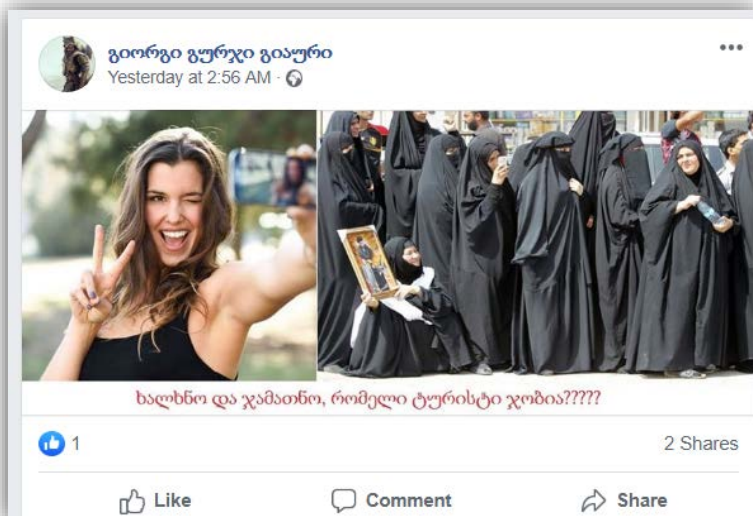 გიორგი გურჯი გიაური
Yesterday at 2:56 AM ·
ხალხნო და ჯამათნო, რომელი ტურისტი ჯობია?????
1
2 Shares
Like
Comment
Share